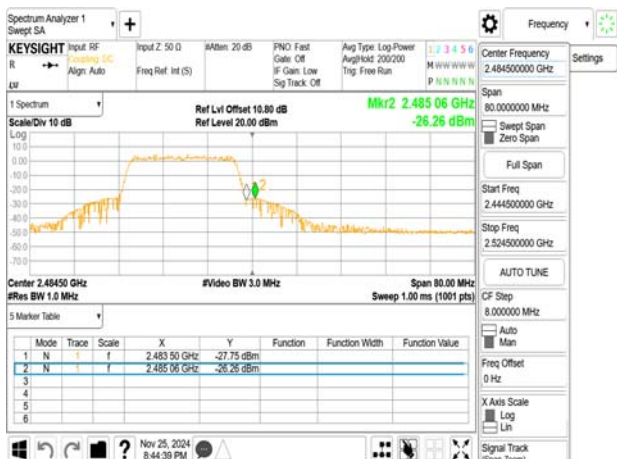 Spectrum Analyzer 1
Swept SA
+
Frequency
KEYSIGHT
R
Input: RF
Coupling: DC
Align: Auto
Input Z: 50 Ω
Freq Ref: Int (S)
#Atten: 20 dB
PNO: Fast
Gate: Off
IF Gain: Low
Sig Track: Off
Avg Type: Log-Power
Avg|Hold: 200/200
Trig: Free Run
1 2 3 4 5 6
M W W W W W
P N N N N N
1 Spectrum
Scale/Div 10 dB
Log
Ref Lvl Offset 10.80 dB
Ref Level 20.00 dBm
Mkr2 2.485 06 GHz
-26.26 dBm
10.0
0.00
-10.0
-20.0
-30.0
-40.0
-50.0
-60.0
-70.0
2
Center 2.48450 GHz
#Res BW 1.0 MHz
#Video BW 3.0 MHz
Span 80.00 MHz
Sweep 1.00 ms (1001 pts)
5 Marker Table
Mode Trace Scale X Y Function Function Width Function Value
1 N 1 f 2.483 50 GHz -27.75 dBm
2 N 1 f 2.485 06 GHz -26.26 dBm
3
4
5
6
?
Nov 25, 2024
8:44:39 PM
Center Frequency
2.484500000 GHz
Settings
Span
80.0000000 MHz
Swept Span
Zero Span
Full Span
Start Freq
2.444500000 GHz
Stop Freq
2.524500000 GHz
AUTO TUNE
CF Step
8.000000 MHz
Auto
Man
Freq Offset
0 Hz
X Axis Scale
Log
Lin
Signal Track